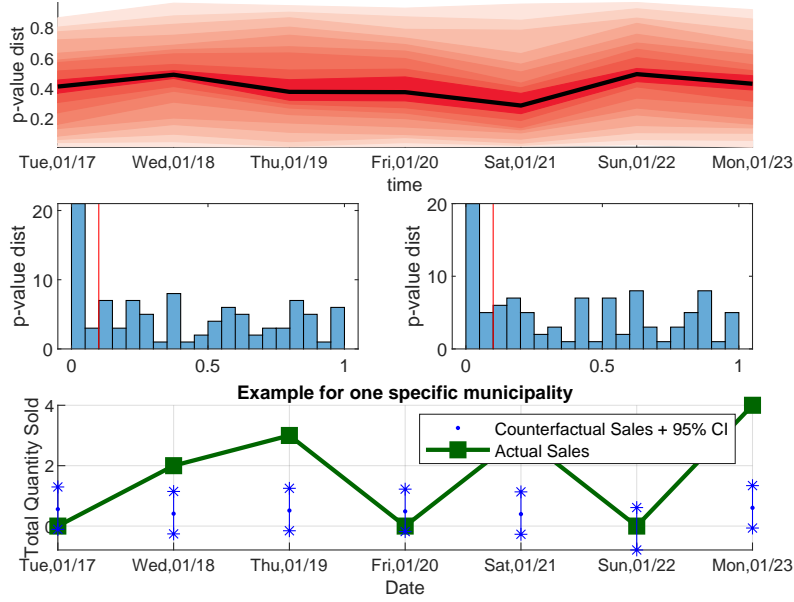 p-value dist
0.8
0.6
0.4
0.2
Tue,01/17 Wed,01/18 Thu,01/19 Fri,01/20 Sat,01/21 Sun,01/22 Mon,01/23
time
p-value dist
20
10
0
0 0.5 1
p-value dist
20
10
0
0 0.5 1
Example for one specific municipality
Total Quantity Sold
4
2
0
Counterfactual Sales + 95% CI
Actual Sales
Tue,01/17 Wed,01/18 Thu,01/19 Fri,01/20 Sat,01/21 Sun,01/22 Mon,01/23
Date